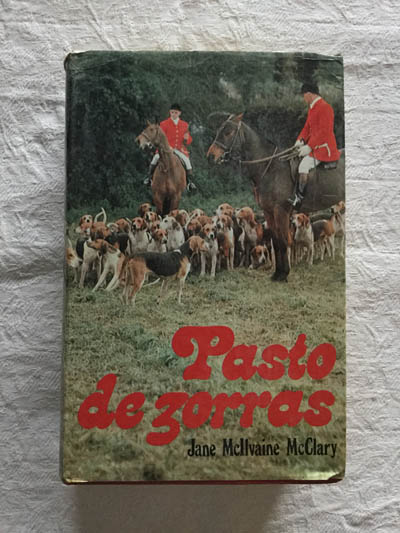 Pasto
de zorras
Jane McIlvaine McClary